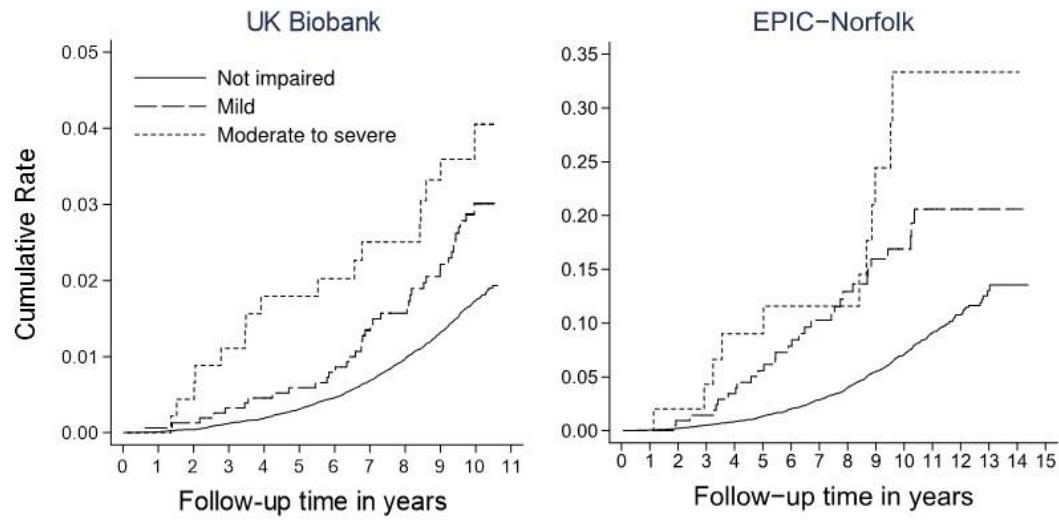 UK Biobank
EPIC−Norfolk
Cumulative Rate
0.05
0.04
0.03
0.02
0.01
0.00
Not impaired
Mild
Moderate to severe
0 1 2 3 4 5 6 7 8 9 10 11
Follow-up time in years
0.35
0.30
0.25
0.20
0.15
0.10
0.05
0.00
0 1 2 3 4 5 6 7 8 9 10 11 12 13 14 15
Follow−up time in years